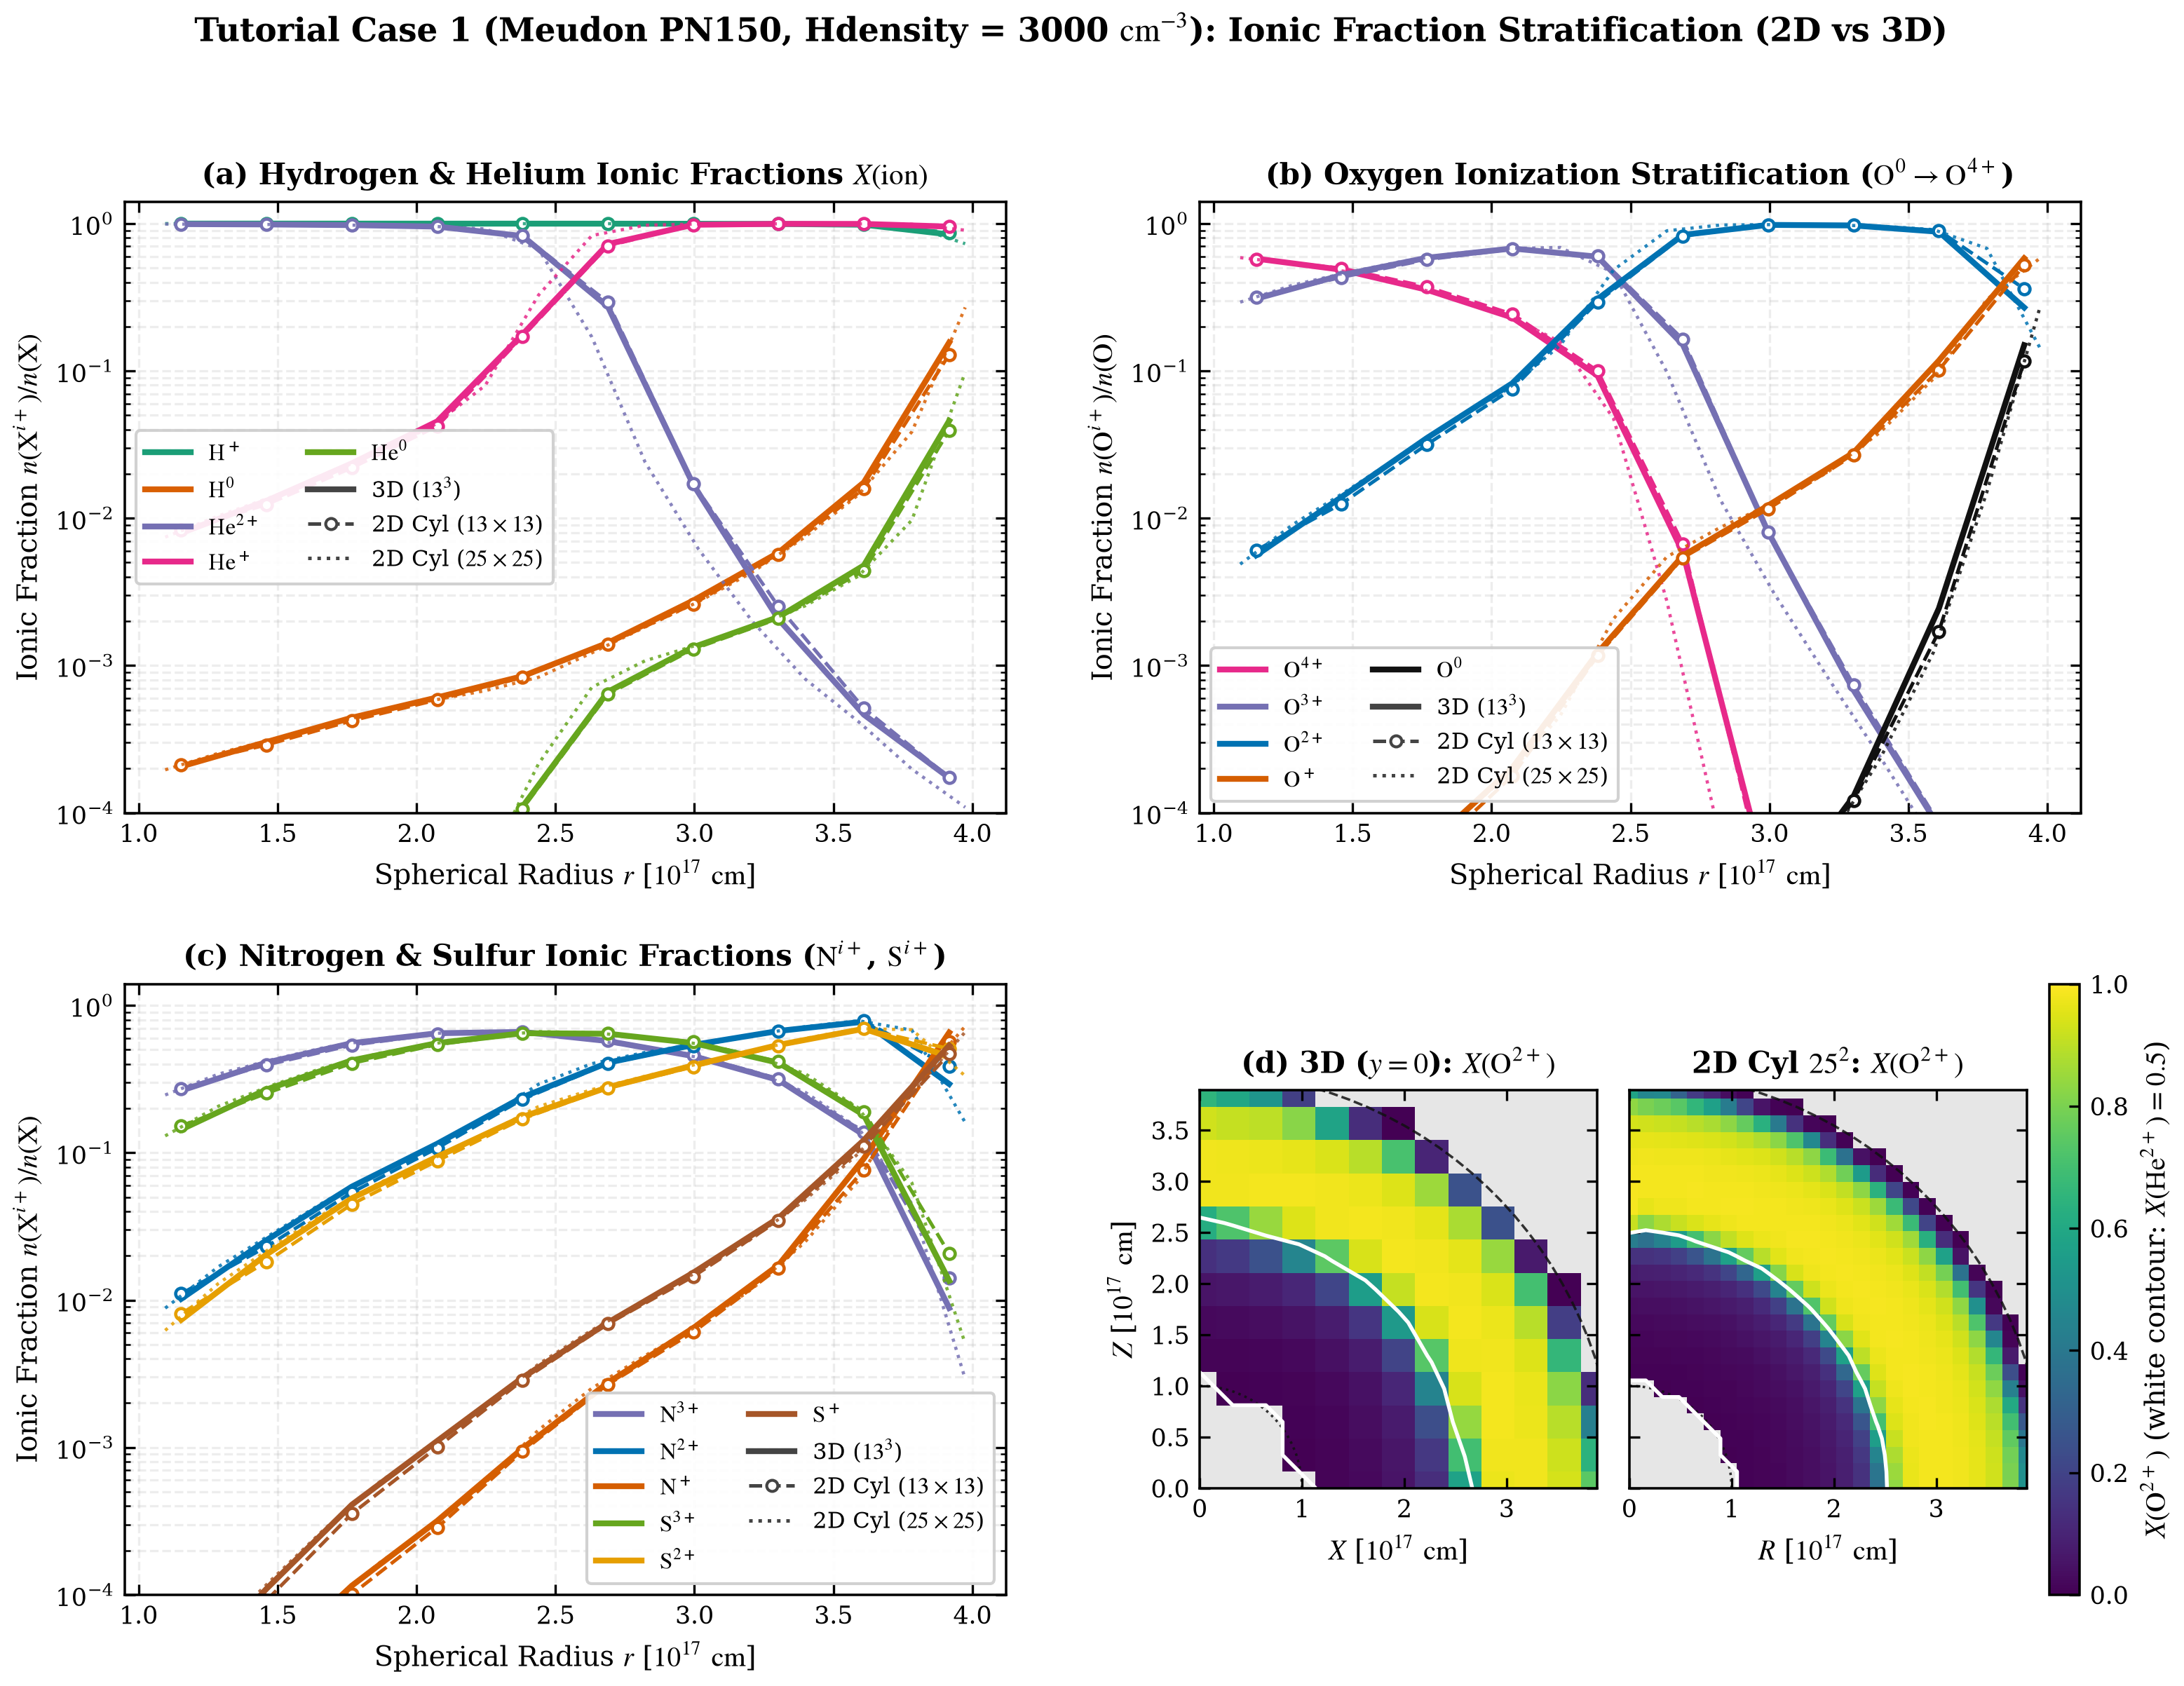 Tutorial Case 1 (Meudon PN150, Hdensity = 3000 cm⁻³): Ionic Fraction Stratification (2D vs 3D)
(a) Hydrogen & Helium Ionic Fractions X(ion)
Ionic Fraction n(Xⁱ⁺)/n(X)
10⁰
10⁻¹
10⁻²
10⁻³
10⁻⁴
H⁺
H⁰
He²⁺
He⁺
He⁰
3D (13³)
2D Cyl (13 × 13)
2D Cyl (25 × 25)
1.0 1.5 2.0 2.5 3.0 3.5 4.0
Spherical Radius r [10¹⁷ cm]
(b) Oxygen Ionization Stratification (O⁰ → O⁴⁺)
Ionic Fraction n(Oⁱ⁺)/n(O)
10⁰
10⁻¹
10⁻²
10⁻³
10⁻⁴
O⁴⁺
O³⁺
O²⁺
O⁺
O⁰
3D (13³)
2D Cyl (13 × 13)
2D Cyl (25 × 25)
1.0 1.5 2.0 2.5 3.0 3.5 4.0
Spherical Radius r [10¹⁷ cm]
(c) Nitrogen & Sulfur Ionic Fractions (Nⁱ⁺, Sⁱ⁺)
Ionic Fraction n(Xⁱ⁺)/n(X)
10⁰
10⁻¹
10⁻²
10⁻³
10⁻⁴
N³⁺
N²⁺
N⁺
S³⁺
S²⁺
S⁺
3D (13³)
2D Cyl (13 × 13)
2D Cyl (25 × 25)
1.0 1.5 2.0 2.5 3.0 3.5 4.0
Spherical Radius r [10¹⁷ cm]
(d) 3D (y = 0): X(O²⁺)
Z [10¹⁷ cm]
3.5
3.0
2.5
2.0
1.5
1.0
0.5
0.0
0 1 2 3
X [10¹⁷ cm]
2D Cyl 25²: X(O²⁺)
0 1 2 3
R [10¹⁷ cm]
1.0
0.8
0.6
0.4
0.2
0.0
X(O²⁺) (white contour: X(He²⁺) = 0.5)